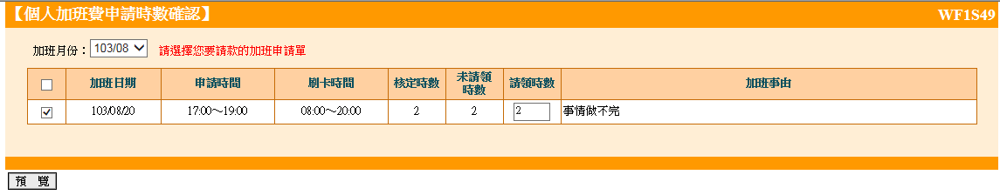 【個人加班費申請時數確認】 WF1S49
加班月份：103/08 請選擇您要請款的加班申請單
加班日期 申請時間 刷卡時間 核定時數 未請領時數 請領時數 加班事由
103/08/20 17:00～19:00 08:00～20:00 2 2 2 事情做不完
預 覽